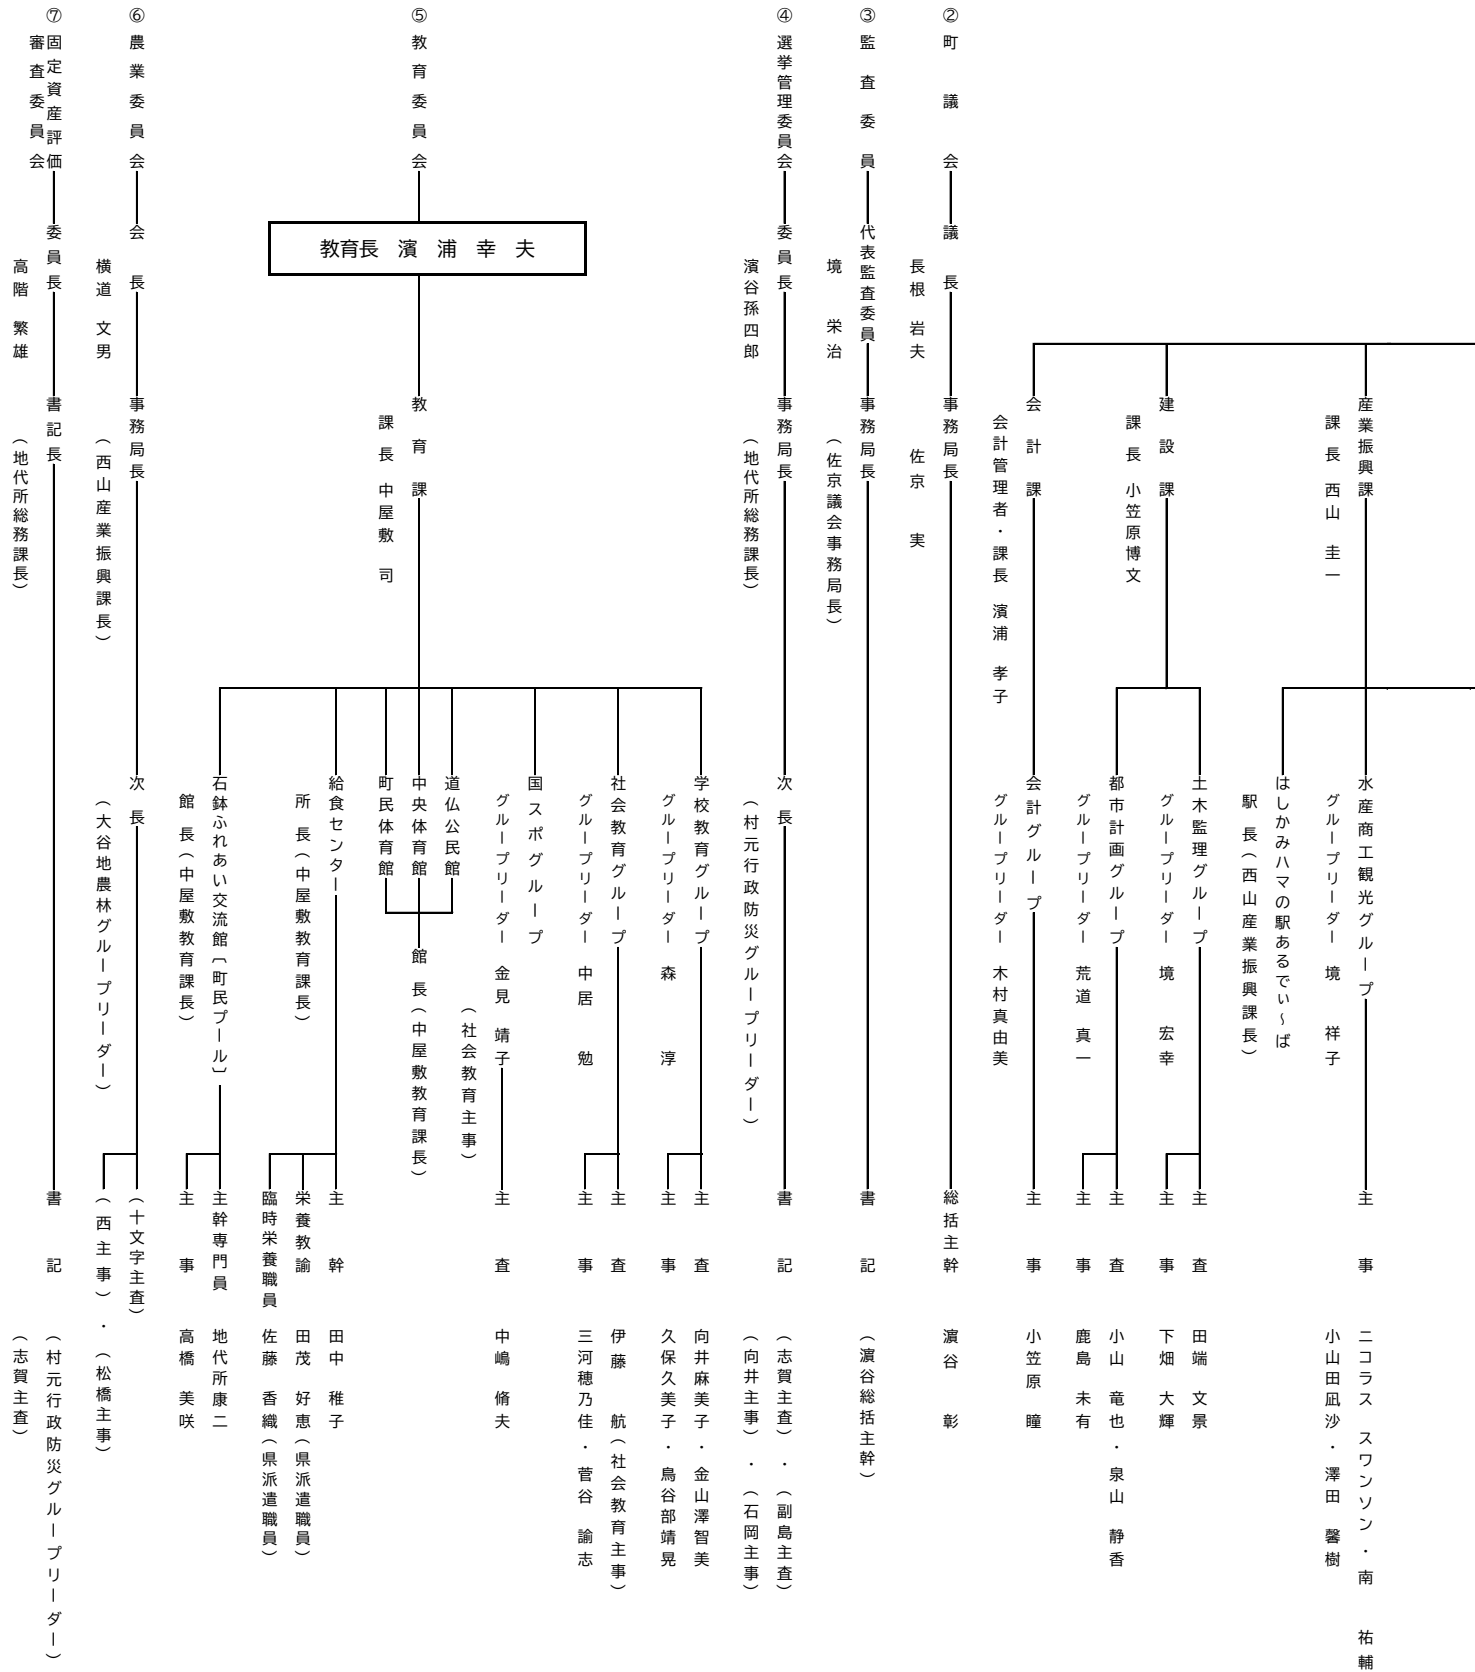 産業振興課
課長 西山 圭一
水産商工観光グループ
グループリーダー 境 祥子
主事 ニコラス スワンソン・南 祐輔
小山田凪沙・澤田 馨樹
はしかみハマの駅あるでぃ~ば
駅長(西山産業振興課長)
建設課
課長 小笠原博文
土木監理グループ
グループリーダー 境 宏幸
主査 田端 文景
主事 下畑 大輝
都市計画グループ
グループリーダー 荒道 真一
主査 小山 竜也・泉山 静香
主事 鹿島 未有
会計課
会計管理者・課長 濱浦 孝子
会計グループ
グループリーダー 木村真由美
主事 小笠原 瞳
②町議会
議長
長根 岩夫
事務局長
佐京 実
総括主幹 濵谷 彰
③監査委員
代表監査委員
境 栄治
事務局長
(佐京議会事務局長)
書記 (濵谷総括主幹)
④選挙管理委員会
委員長
濱谷孫四郎
事務局長
(地代所総務課長)
次長
(村元行政防災グループリーダー)
書記 (志賀主査)・(副島主査)
(向井主事)・(石岡主事)
⑤教育委員会
教育長 濱浦幸夫
教育課
課長 中屋敷 司
学校教育グループ
グループリーダー 森 淳
主査 向井麻美子・金山澤智美
主事 久保久美子・鳥谷部靖晃
社会教育グループ
グループリーダー 中居 勉
主査 伊藤 航(社会教育主事)
主事 三河穂乃佳・菅谷 諭志
国スポグループ
グループリーダー 金見 靖子
(社会教育主事)
主査 中嶋 脩夫
道仏公民館
中央体育館
町民体育館
館長(中屋敷教育課長)
給食センター
所長(中屋敷教育課長)
主幹 田中 稚子
栄養教諭 田茂 好恵(県派遣職員)
臨時栄養職員 佐藤 香織(県派遣職員)
石鉢ふれあい交流館〔町民プール〕
館長(中屋敷教育課長)
主幹専門員 地代所康二
主事 高橋 美咲
⑥農業委員会
会長
横道 文男
事務局長
(西山産業振興課長)
次長
(大谷地農林グループリーダー)
(十文字主査)
(西主事)・(松橋主事)
⑦固定資産評価
審査委員会
委員長
高階 繁雄
書記長
(地代所総務課長)
書記 (村元行政防災グループリーダー)
(志賀主査)